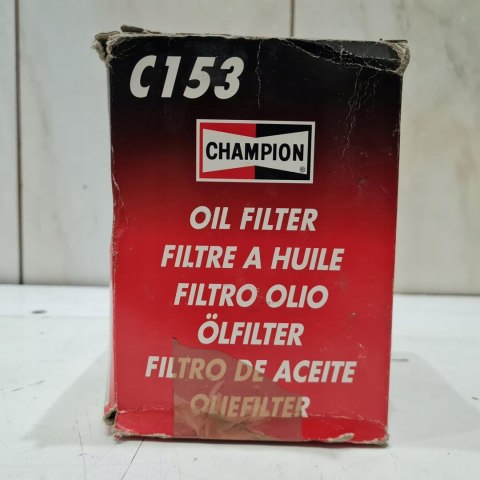 C153
CHAMPION
®
OIL FILTER
FILTRE A HUILE
FILTRO OLIO
ÖLFILTER
FILTRO DE ACEITE
OLIEFILTER